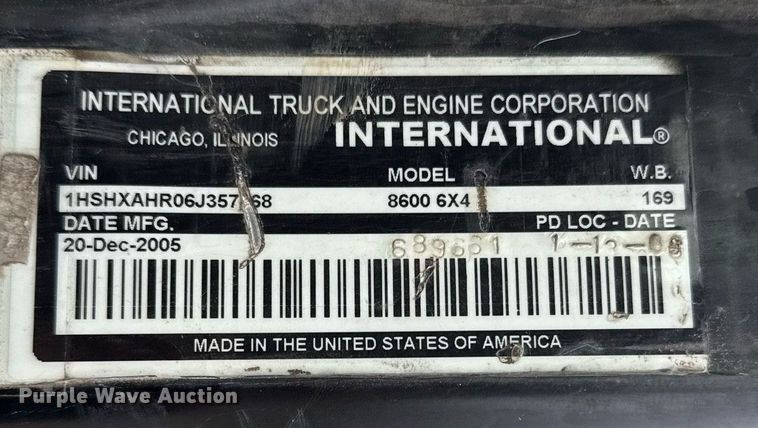 INTERNATIONAL TRUCK AND ENGINE CORPORATION
CHICAGO, ILLINOIS INTERNATIONAL®
VIN MODEL W.B.
8600 6X4 169
DATE MFG. PD LOC - DATE
20-Dec-2005
MADE IN THE UNITED STATES OF AMERICA
Purple Wave Auction